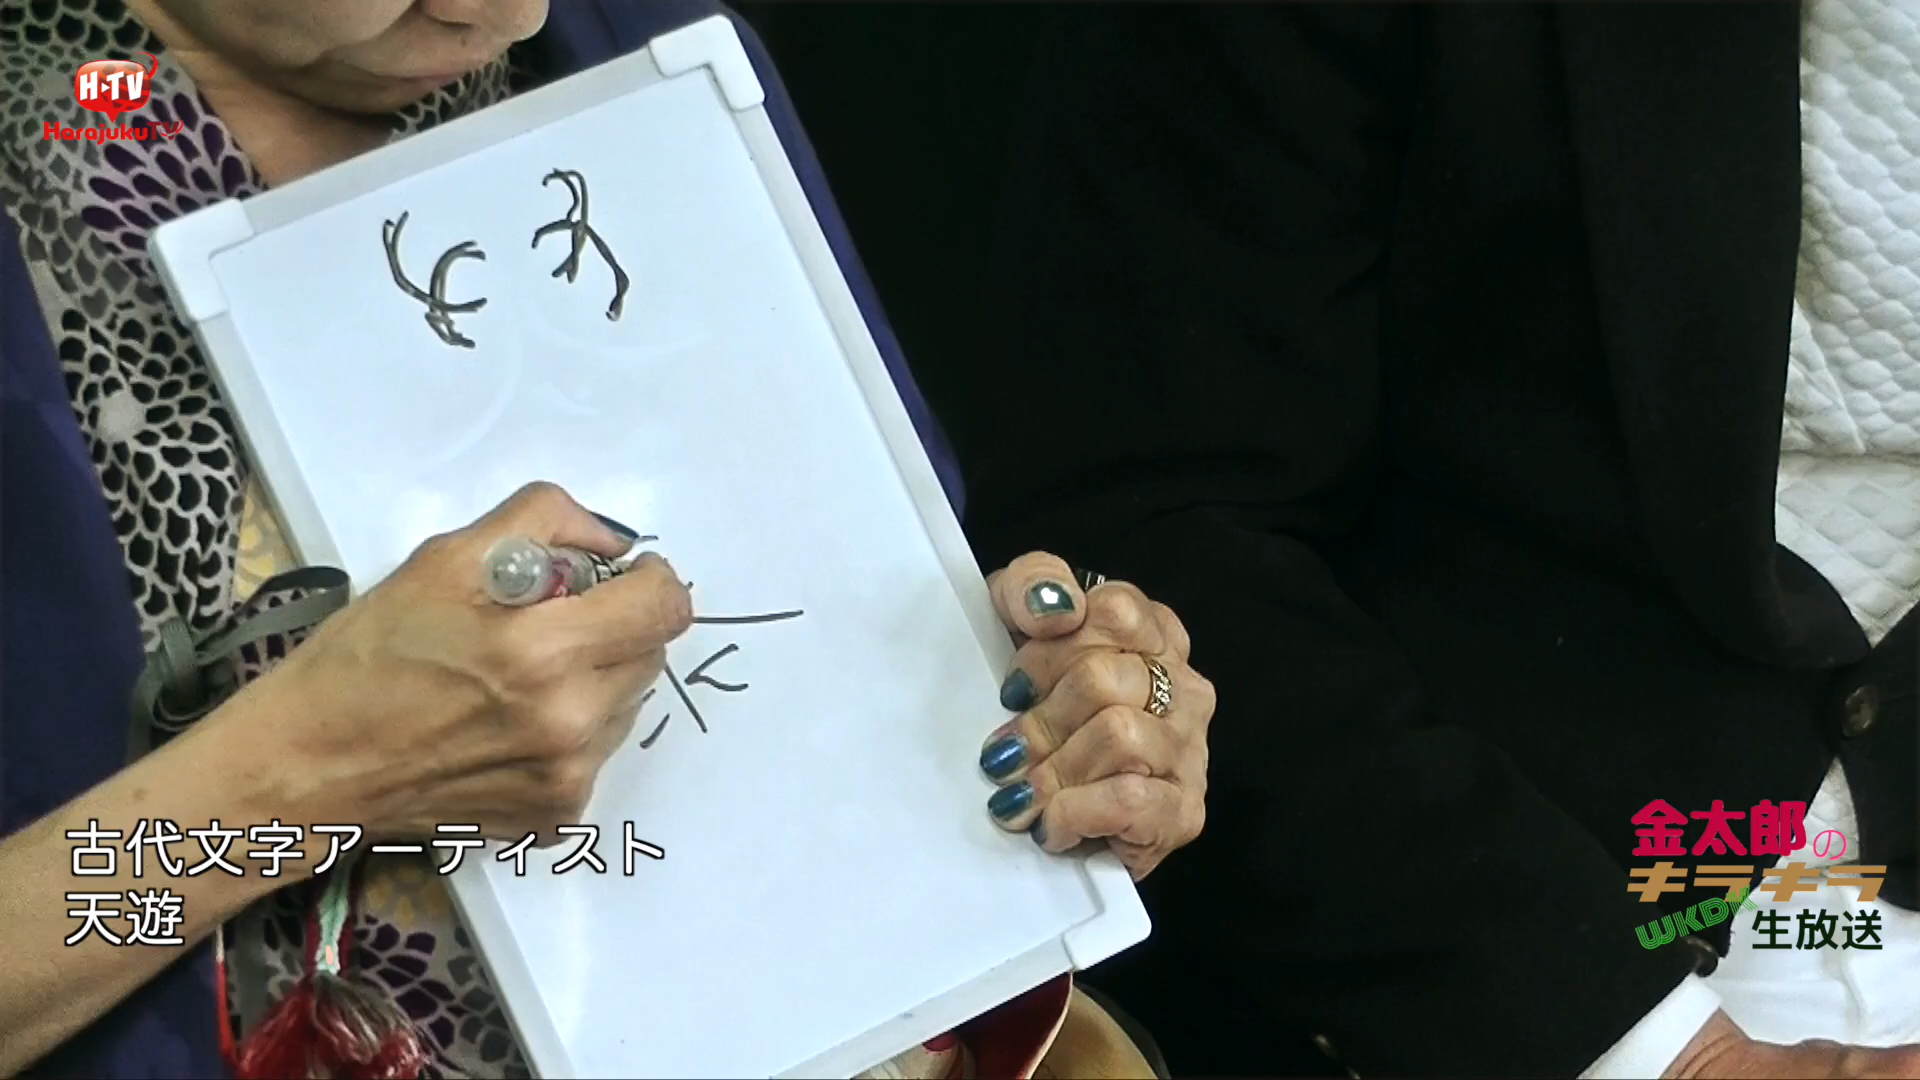 H-TV
HarajukuTV
古代文字アーティスト
天遊
金太郎の
キラキラ
WKDK
生放送